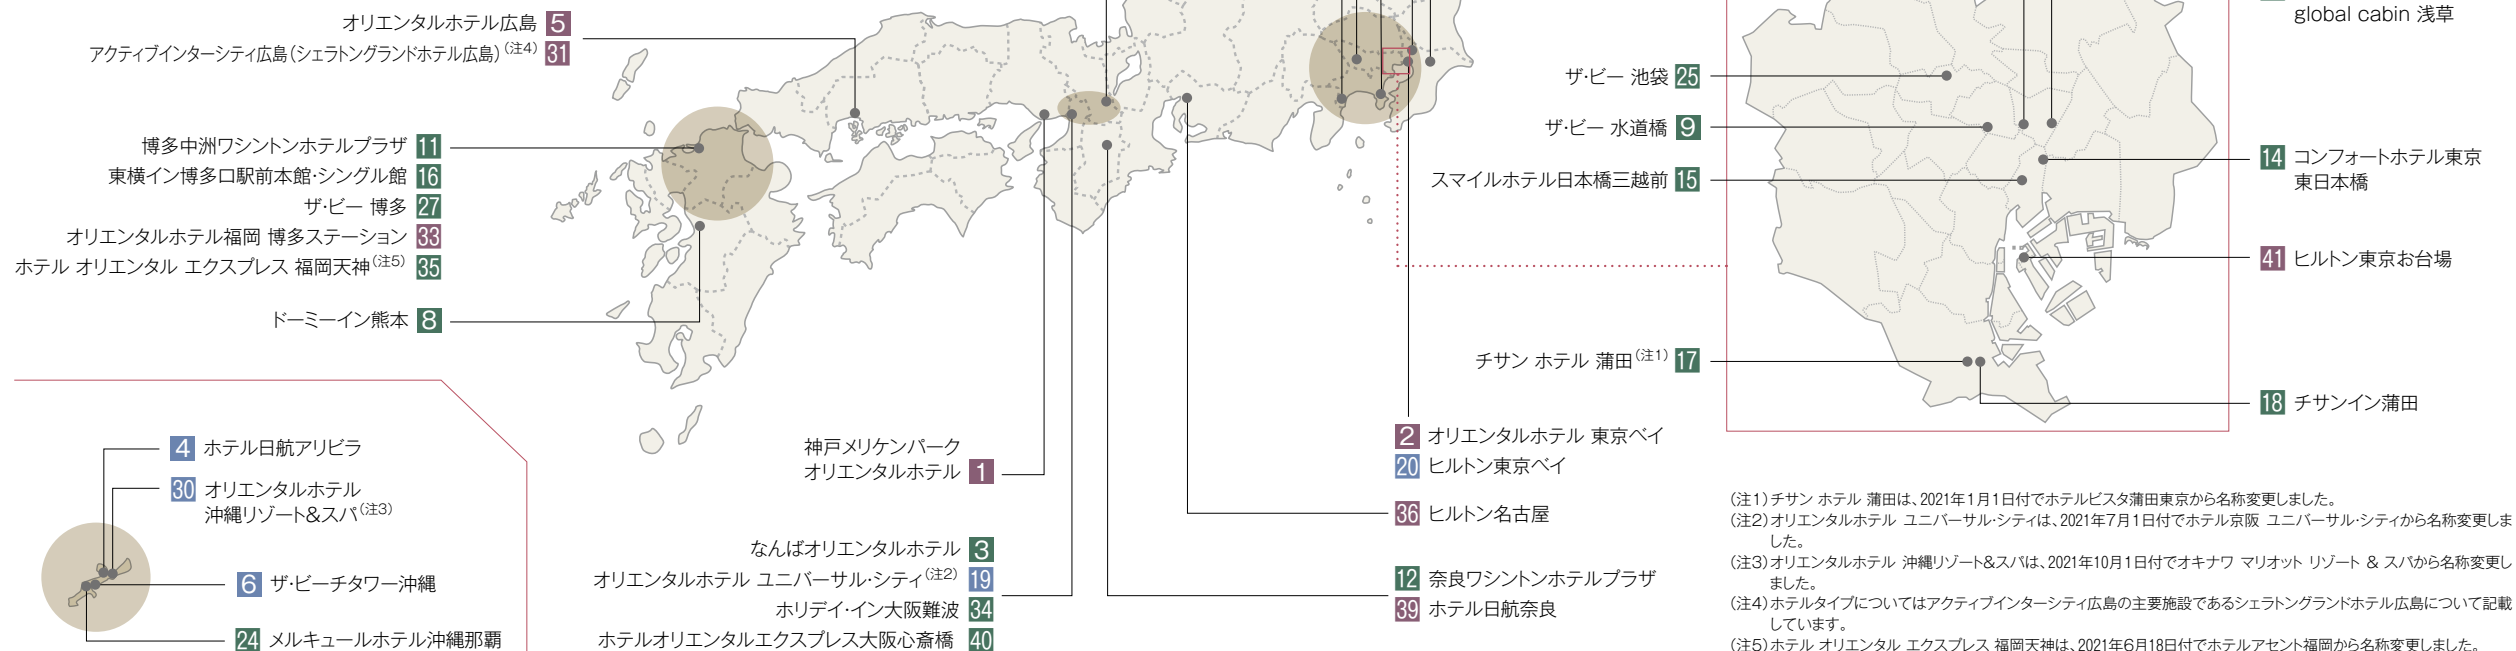 オリエンタルホテル広島 5
アクティブインターシティ広島（シェラトングランドホテル広島）（注4） 31
博多中洲ワシントンホテルプラザ 11
東横イン博多口駅前本館・シングル館 16
ザ・ビー 博多 27
オリエンタルホテル福岡 博多ステーション 33
ホテル オリエンタル エクスプレス 福岡天神（注5） 35
ドーミーイン熊本 8
4 ホテル日航アリビラ
30 オリエンタルホテル
沖縄リゾート&スパ（注3）
6 ザ・ビーチタワー沖縄
24 メルキュールホテル沖縄那覇
神戸メリケンパーク
オリエンタルホテル 1
なんばオリエンタルホテル 3
オリエンタルホテル ユニバーサル・シティ（注2） 19
ホリデイ・イン大阪難波 34
ホテルオリエンタルエクスプレス大阪心斎橋 40
2 オリエンタルホテル 東京ベイ
20 ヒルトン東京ベイ
36 ヒルトン名古屋
12 奈良ワシントンホテルプラザ
39 ホテル日航奈良
ザ・ビー 池袋 25
ザ・ビー 水道橋 9
スマイルホテル日本橋三越前 15
チサン ホテル 蒲田（注1） 17
global cabin 浅草
14 コンフォートホテル東京
東日本橋
41 ヒルトン東京お台場
18 チサンイン蒲田
（注1）チサン ホテル 蒲田は、2021年1月1日付でホテルビスタ蒲田東京から名称変更しました。
（注2）オリエンタルホテル ユニバーサル・シティは、2021年7月1日付でホテル京阪 ユニバーサル・シティから名称変更しま
した。
（注3）オリエンタルホテル 沖縄リゾート&スパは、2021年10月1日付でオキナワ マリオット リゾート & スパから名称変更し
ました。
（注4）ホテルタイプについてはアクティブインターシティ広島の主要施設であるシェラトングランドホテル広島について記載
しています。
（注5）ホテル オリエンタル エクスプレス 福岡天神は、2021年6月18日付でホテルアセント福岡から名称変更しました。